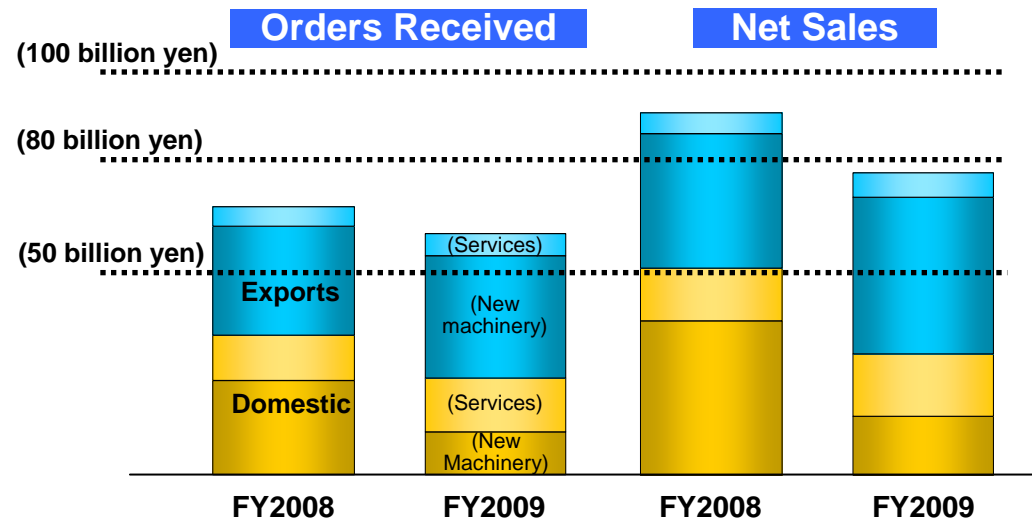 Orders Received
Net Sales
(100 billion yen)
(80 billion yen)
(50 billion yen)
Exports
Domestic
(Services)
(New
machinery)
(Services)
(New
Machinery)
FY2008
FY2009
FY2008
FY2009